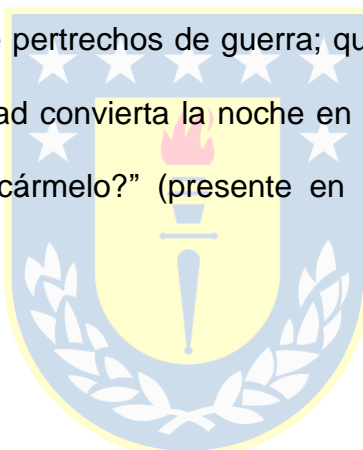 pertrechos de guerra; qu
ad convierta la noche en
cármelo?” (presente en